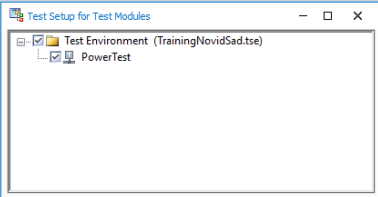 Test Setup for Test Modules
Test Environment (TrainingNovidSad.tse)
PowerTest